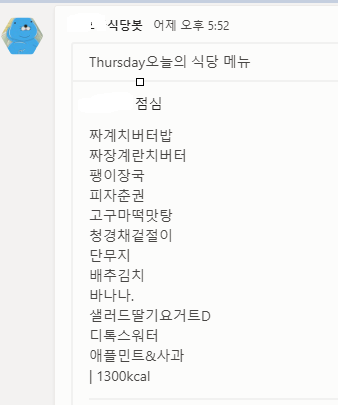 식당봇 어제 오후 5:52
Thursday오늘의 식당 메뉴
점심
짜계치버터밥
짜장계란치버터
팽이장국
피자춘권
고구마떡맛탕
청경채겉절이
단무지
배추김치
바나나.
샐러드딸기요거트D
디톡스워터
애플민트&사과
| 1300kcal